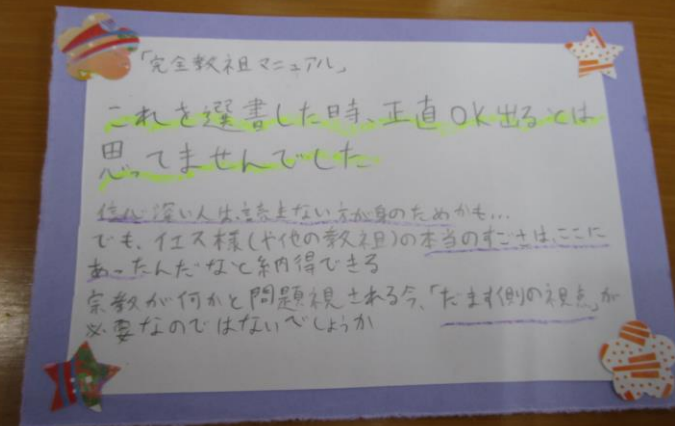 「完全教祖マニュアル」
これを選書した時、正直OK出るとは
思ってませんでした
信心深い人は、読まない方が身のためかも…
でも、イエス様(や他の教祖)の本当のすごさは、ここに
あったんだなと納得できる
宗教が何かと問題視される今、「だます側の視点」が
必要なのではないでしょうか